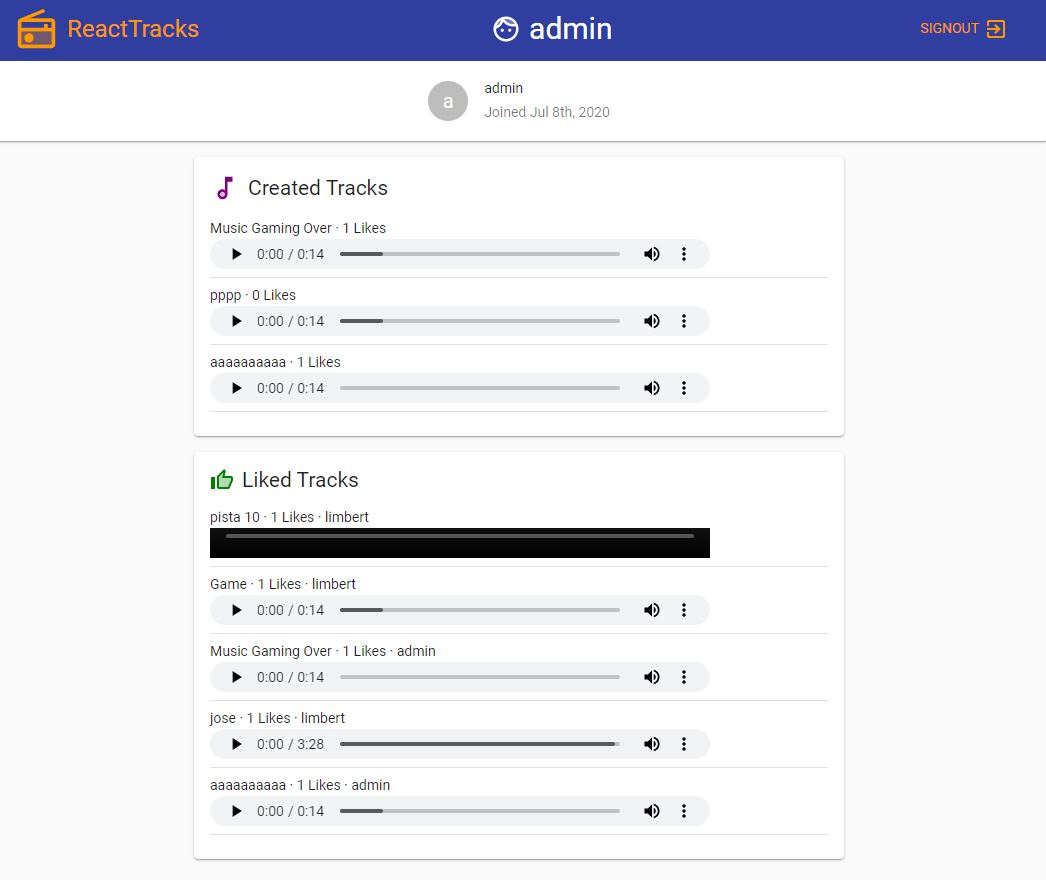 ReactTracks
admin
SIGNOUT
a
admin
Joined Jul 8th, 2020
Created Tracks
Music Gaming Over · 1 Likes
0:00 / 0:14
pppp · 0 Likes
0:00 / 0:14
aaaaaaaaaa · 1 Likes
0:00 / 0:14
Liked Tracks
pista 10 · 1 Likes · limbert
Game · 1 Likes · limbert
0:00 / 0:14
Music Gaming Over · 1 Likes · admin
0:00 / 0:14
jose · 1 Likes · limbert
0:00 / 3:28
aaaaaaaaaa · 1 Likes · admin
0:00 / 0:14